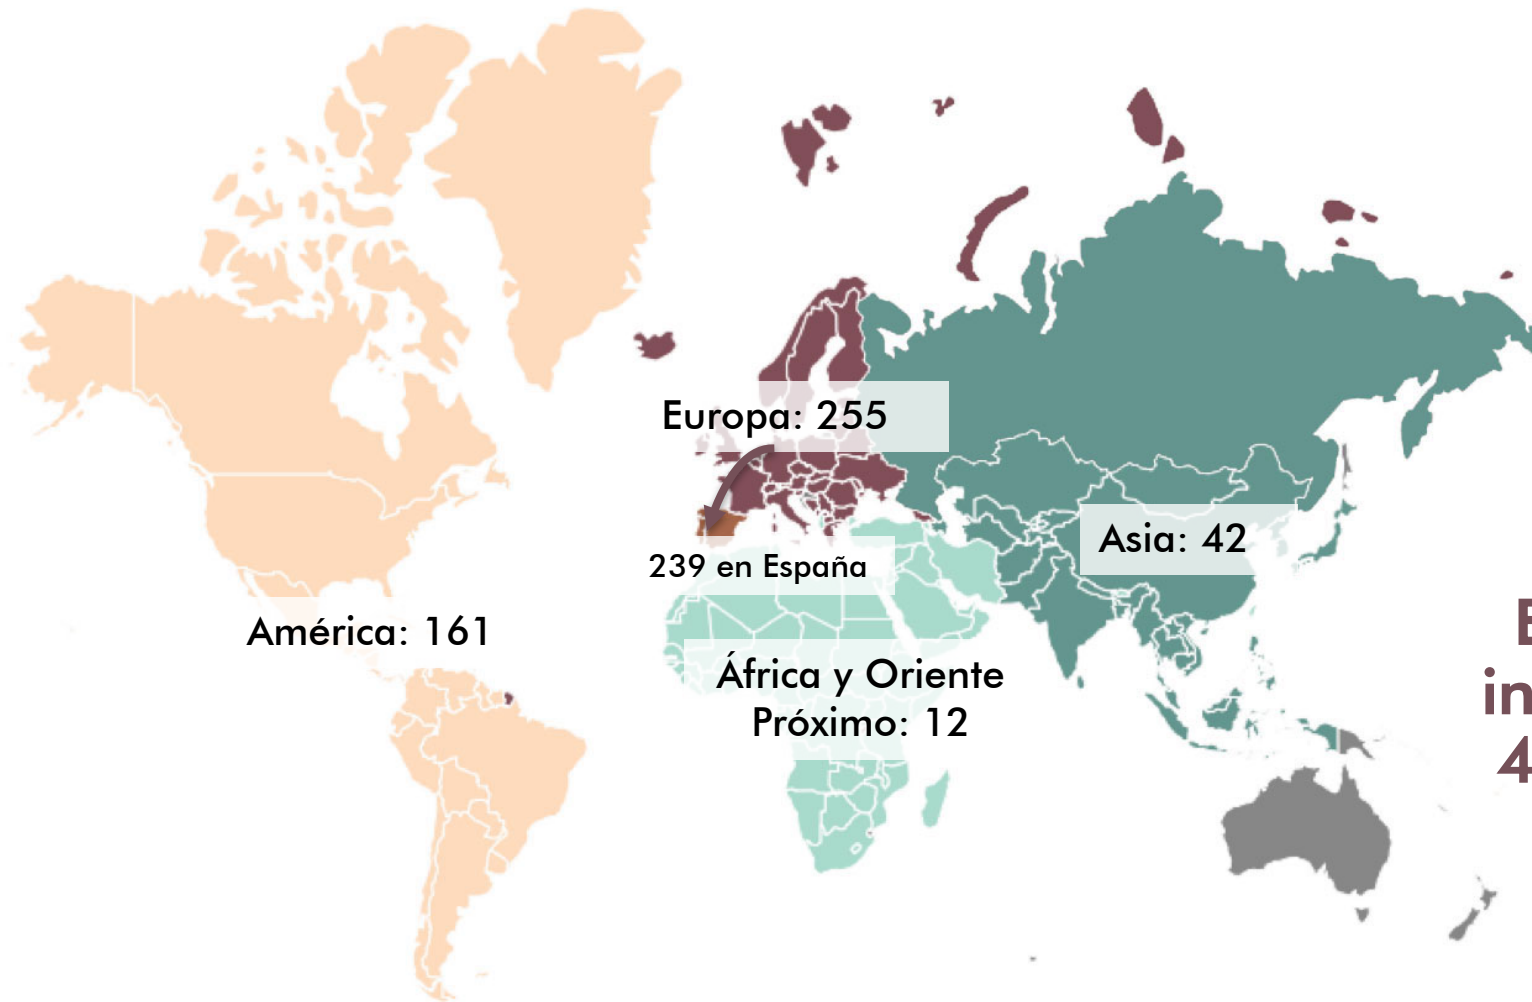 Europa: 255
239 en España
Asia: 42
América: 161
África y Oriente
Próximo: 12